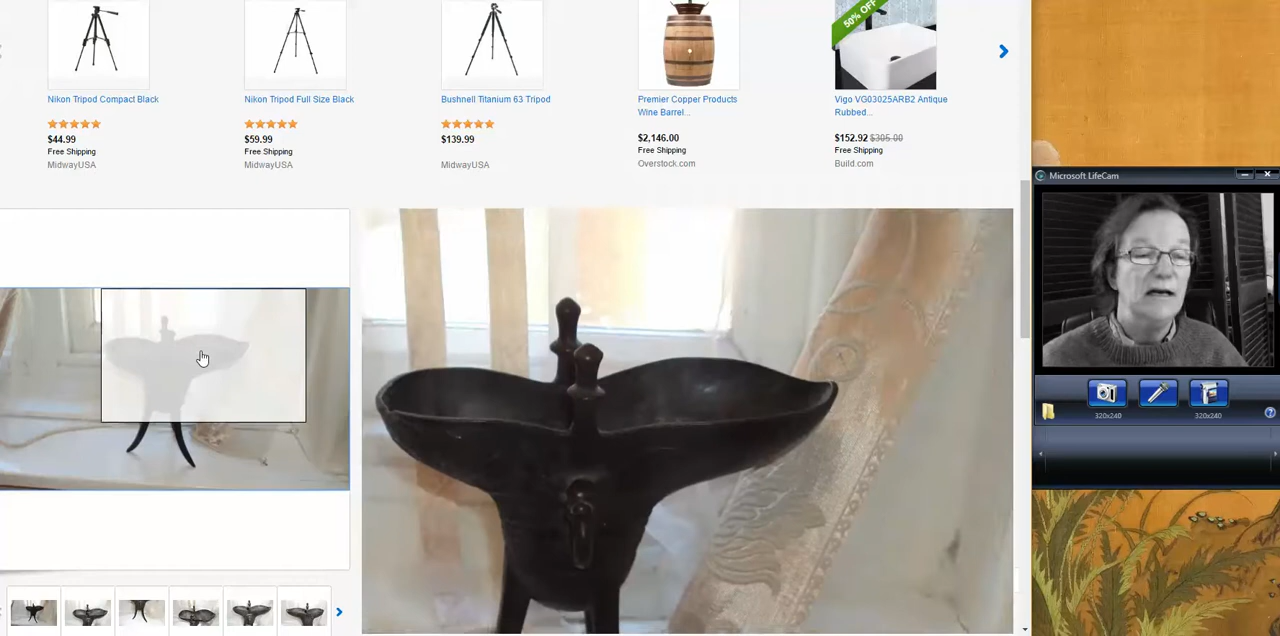 50% OFF
Nikon Tripod Compact Black
$44.99
Free Shipping
MidwayUSA
Nikon Tripod Full Size Black
$59.99
Free Shipping
MidwayUSA
Bushnell Titanium 63 Tripod
$139.99
MidwayUSA
Premier Copper Products
Wine Barrel...
$2,146.00
Free Shipping
Overstock.com
Vigo VG03025ARB2 Antique
Rubbed...
$152.92 $305.00
Free Shipping
Build.com
Microsoft LifeCam
320x240
320x240